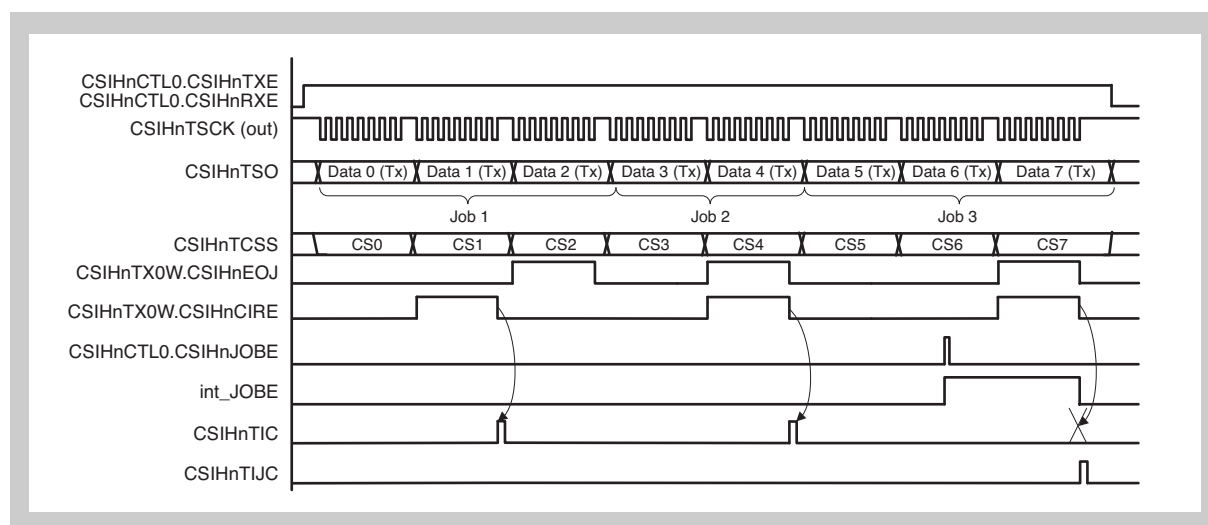 CSIHnCTL0.CSIHnTXE
CSIHnCTL0.CSIHnRXE
CSIHnTSCK (out)
CSIHnTSO
Data 0 (Tx) Data 1 (Tx) Data 2 (Tx) Data 3 (Tx) Data 4 (Tx) Data 5 (Tx) Data 6 (Tx) Data 7 (Tx)
Job 1 Job 2 Job 3
CSIHnTCSS
CS0 CS1 CS2 CS3 CS4 CS5 CS6 CS7
CSIHnTX0W.CSIHnEOJ
CSIHnTX0W.CSIHnCIRE
CSIHnCTL0.CSIHnJOBE
int_JOBE
CSIHnTIC
CSIHnTIJC